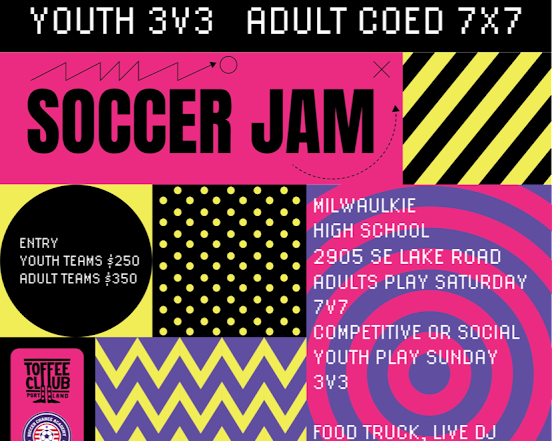 YOUTH 3V3 ADULT COED 7X7
SOCCER JAM
ENTRY
YOUTH TEAMS $250
ADULT TEAMS $350
MILWAULKIE
HIGH SCHOOL
2905 SE LAKE ROAD
ADULTS PLAY SATURDAY
7V7
COMPETITIVE OR SOCIAL
YOUTH PLAY SUNDAY
3V3
FOOD TRUCK, LIVE DJ
TOFFEE
CLUB
PORTLAND